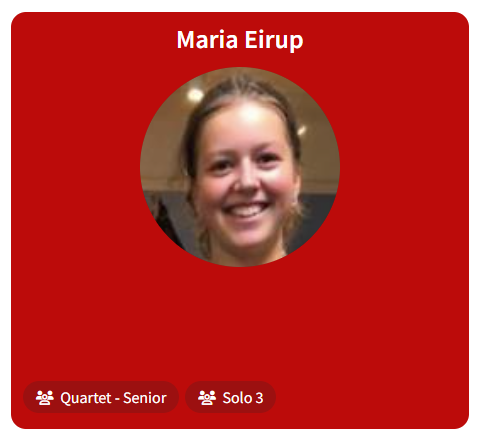 Maria Eirup
Quartet - Senior
Solo 3